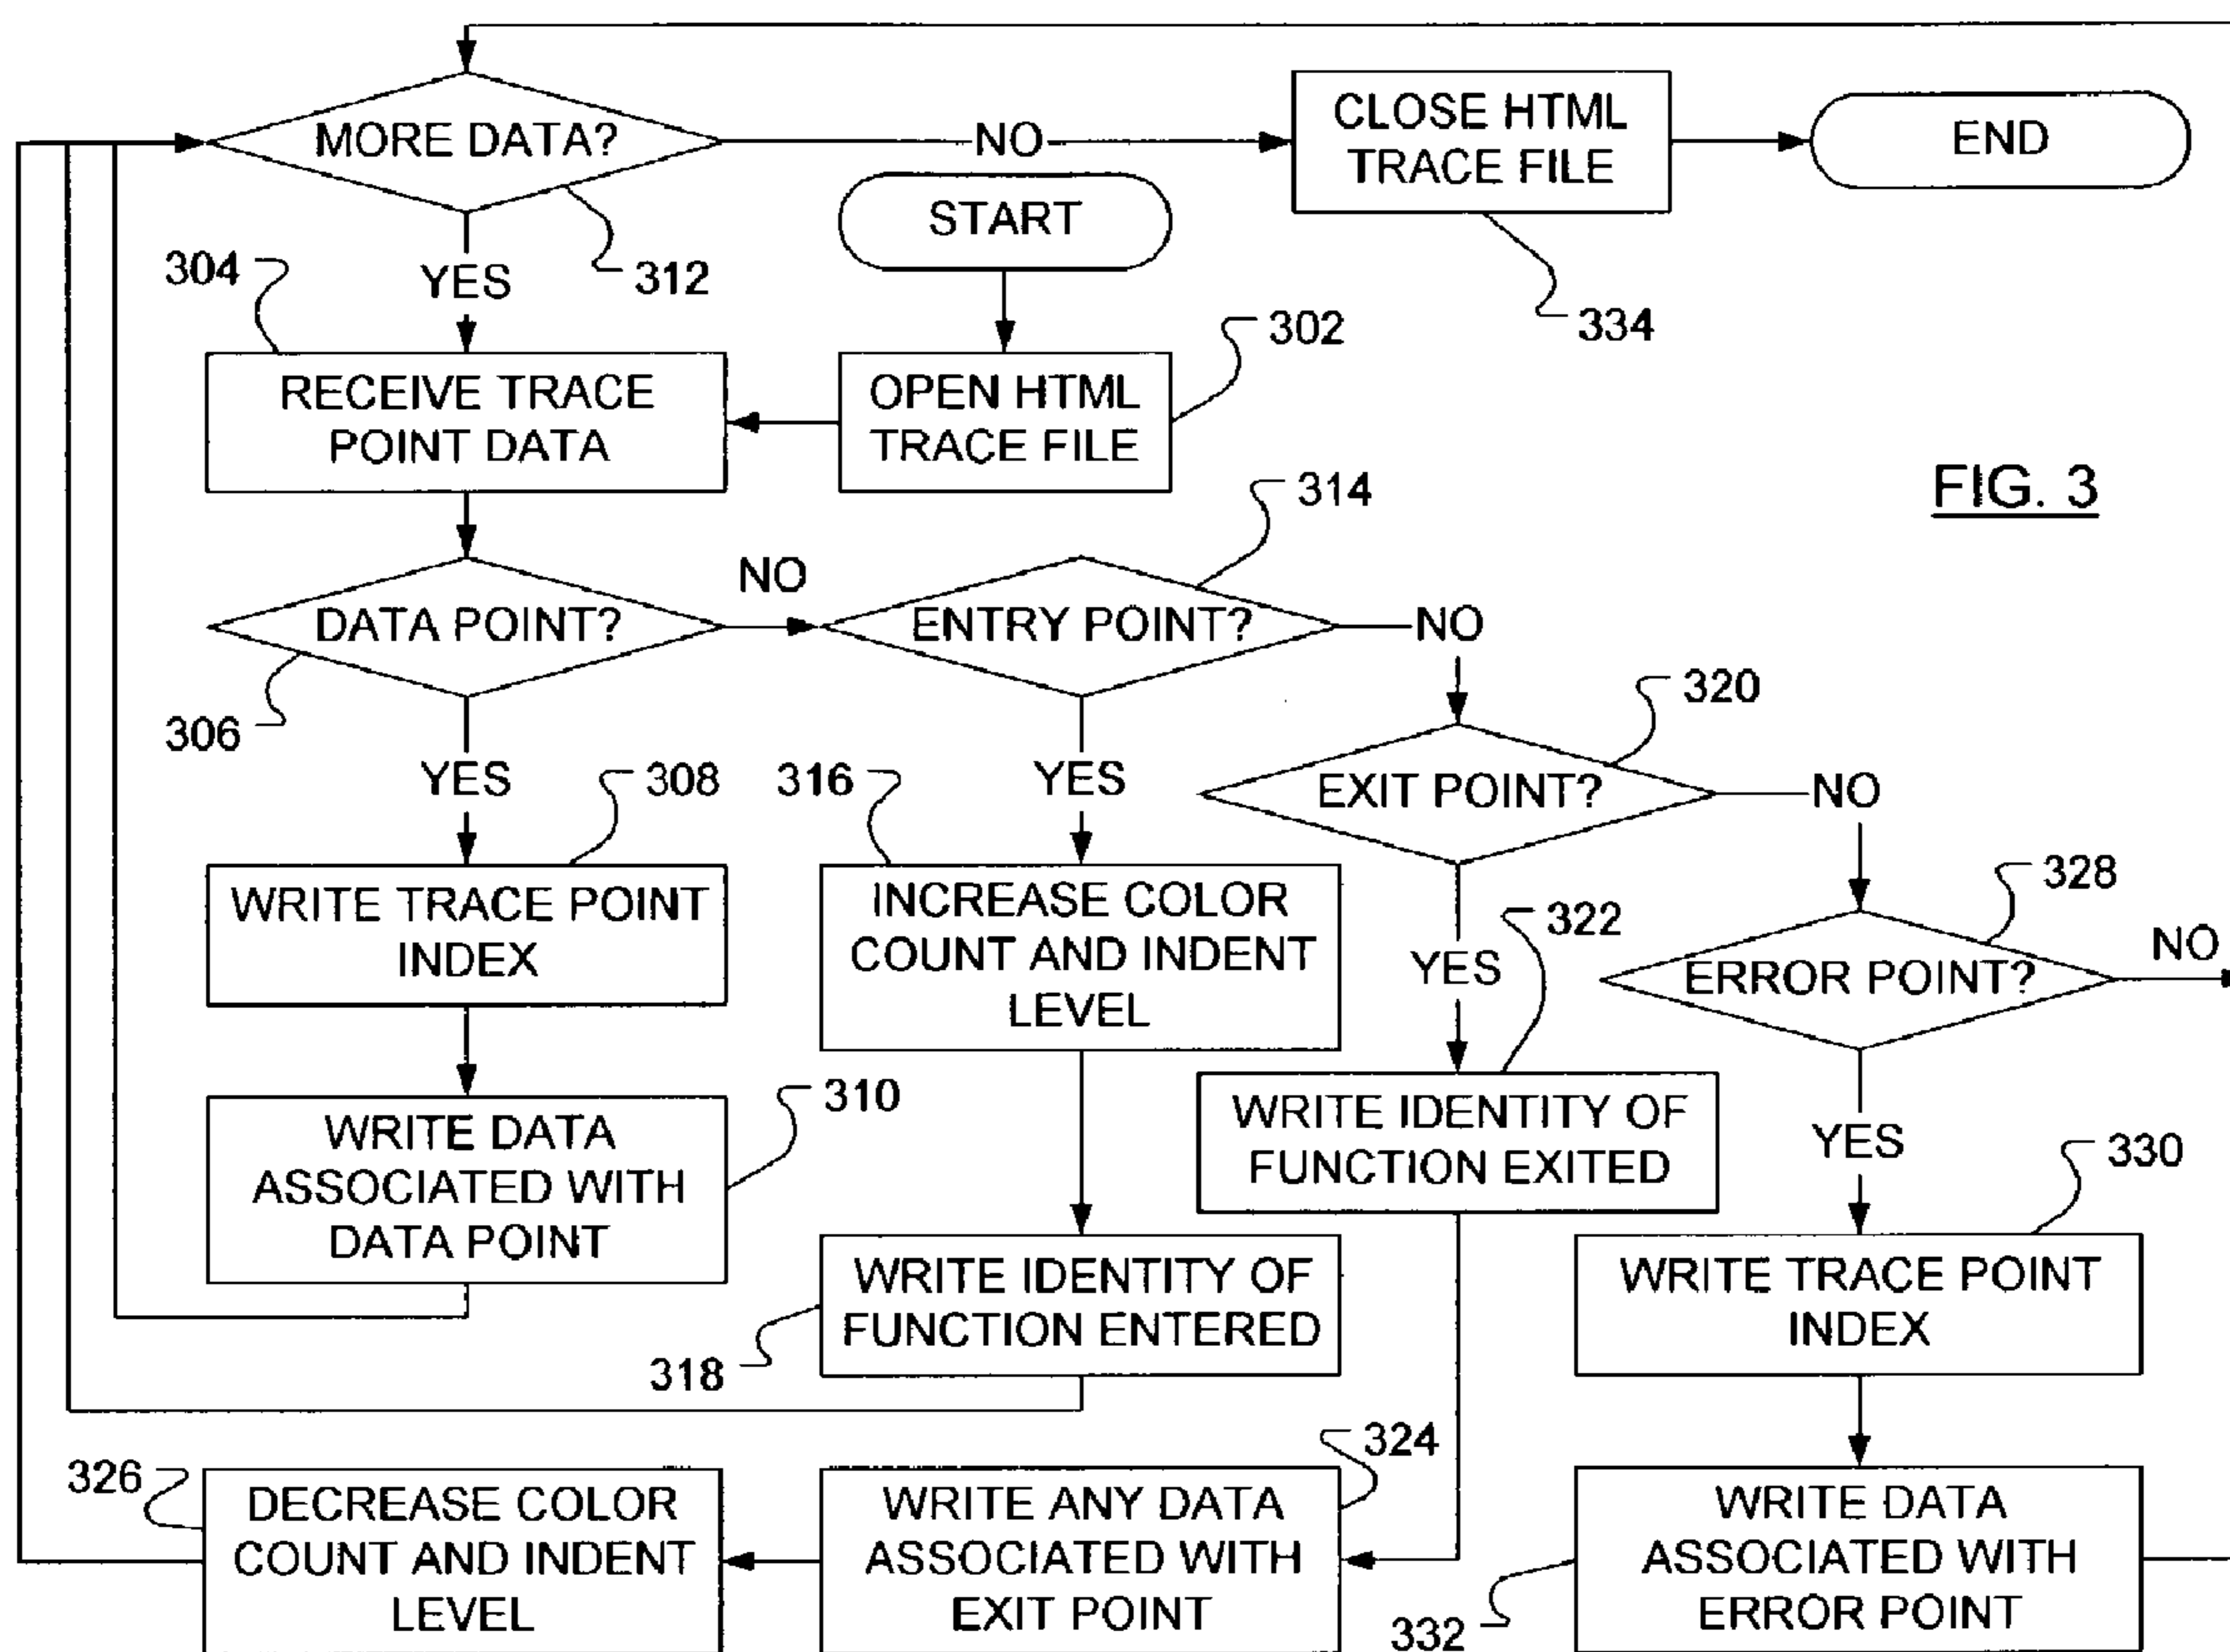 MORE DATA?
NO
CLOSE HTML
TRACE FILE
END
START
304
YES
312
334
302
RECEIVE TRACE
POINT DATA
OPEN HTML
TRACE FILE
FIG. 3
314
DATA POINT?
NO
ENTRY POINT?
NO
306
320
YES
308
316
YES
EXIT POINT?
NO
328
WRITE TRACE POINT
INDEX
INCREASE COLOR
COUNT AND INDENT
LEVEL
322
YES
ERROR POINT?
NO
310
WRITE DATA
ASSOCIATED WITH
DATA POINT
WRITE IDENTITY OF
FUNCTION EXITED
YES
330
WRITE IDENTITY OF
FUNCTION ENTERED
318
WRITE TRACE POINT
INDEX
326
DECREASE COLOR
COUNT AND INDENT
LEVEL
324
WRITE ANY DATA
ASSOCIATED WITH
EXIT POINT
332
WRITE DATA
ASSOCIATED WITH
ERROR POINT